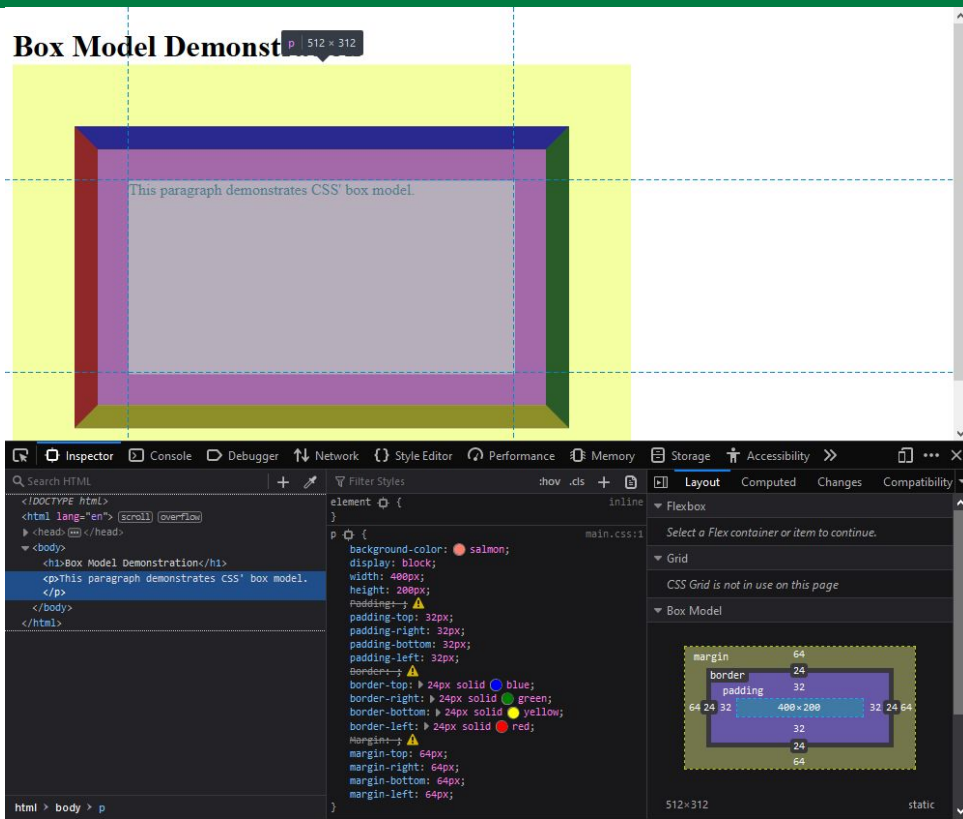 Box Model Demonst
p 512 × 312
This paragraph demonstrates CSS' box model.
Inspector Console Debugger Network Style Editor Performance Memory Storage Accessibility
Search HTML
Filter Styles :hov .cls
Layout Computed Changes Compatibility
<!DOCTYPE html>
<html lang="en"> scroll overflow
<head> ••• </head>
<body>
<h1>Box Model Demonstration</h1>
<p>This paragraph demonstrates CSS' box model.
</p>
</body>
</html>
html > body > p
element { inline
}
p { main.css:1
background-color: salmon;
display: block;
width: 400px;
height: 200px;
Padding: ;
padding-top: 32px;
padding-right: 32px;
padding-bottom: 32px;
padding-left: 32px;
Border: ;
border-top: 24px solid blue;
border-right: 24px solid green;
border-bottom: 24px solid yellow;
border-left: 24px solid red;
Margin: ;
margin-top: 64px;
margin-right: 64px;
margin-bottom: 64px;
margin-left: 64px;
}
Flexbox
Select a Flex container or item to continue.
Grid
CSS Grid is not in use on this page
Box Model
margin 64
border 24
padding 32
64 24 32 400×200 32 24 64
32
24
64
512×312 static